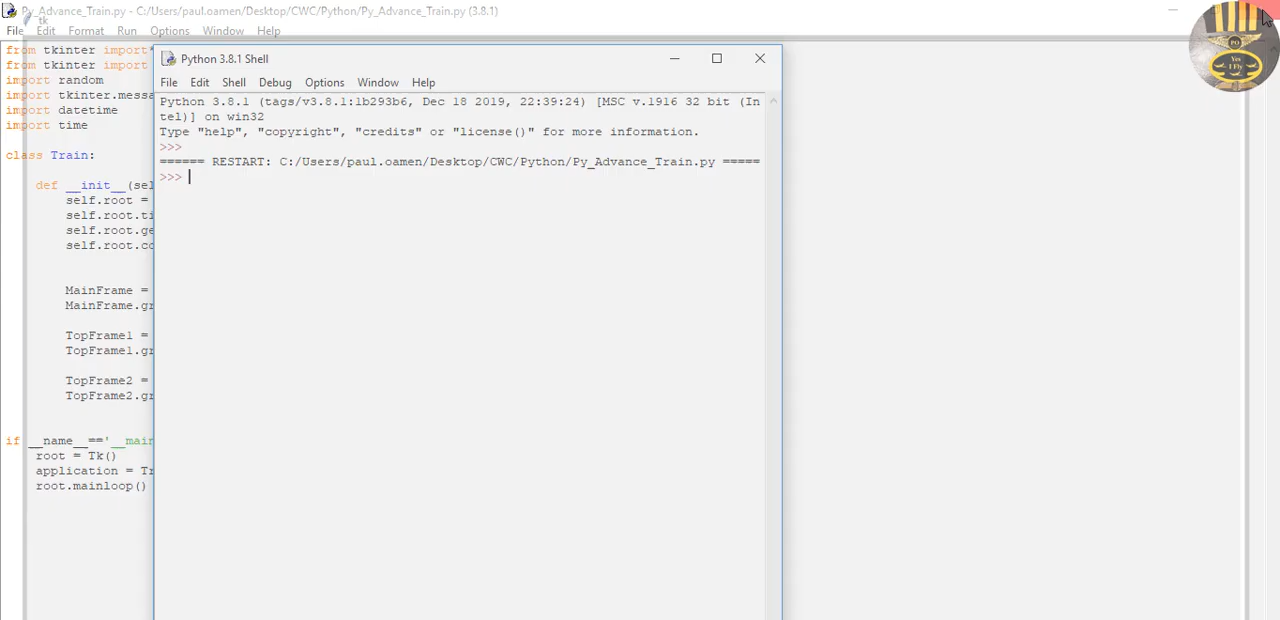 Py_Advance_Train.py - C:/Users/paul.oamen/Desktop/CWC/Python/Py_Advance_Train.py (3.8.1)
tk
File Edit Format Run Options Window Help
from tkinter import*
from tkinter import
import random
import tkinter.messa
import datetime
import time
class Train:
def __init__(sel
self.root =
self.root.ti
self.root.ge
self.root.co
MainFrame =
MainFrame.gr
TopFrame1 =
TopFrame1.gr
TopFrame2 =
TopFrame2.gr
if __name__=='__main
root = Tk()
application = Tr
root.mainloop()
Python 3.8.1 Shell
File Edit Shell Debug Options Window Help
Python 3.8.1 (tags/v3.8.1:1b293b6, Dec 18 2019, 22:39:24) [MSC v.1916 32 bit (In
tel)] on win32
Type "help", "copyright", "credits" or "license()" for more information.
>>>
====== RESTART: C:/Users/paul.oamen/Desktop/CWC/Python/Py_Advance_Train.py =====
>>>
PO
Yes
I Fly